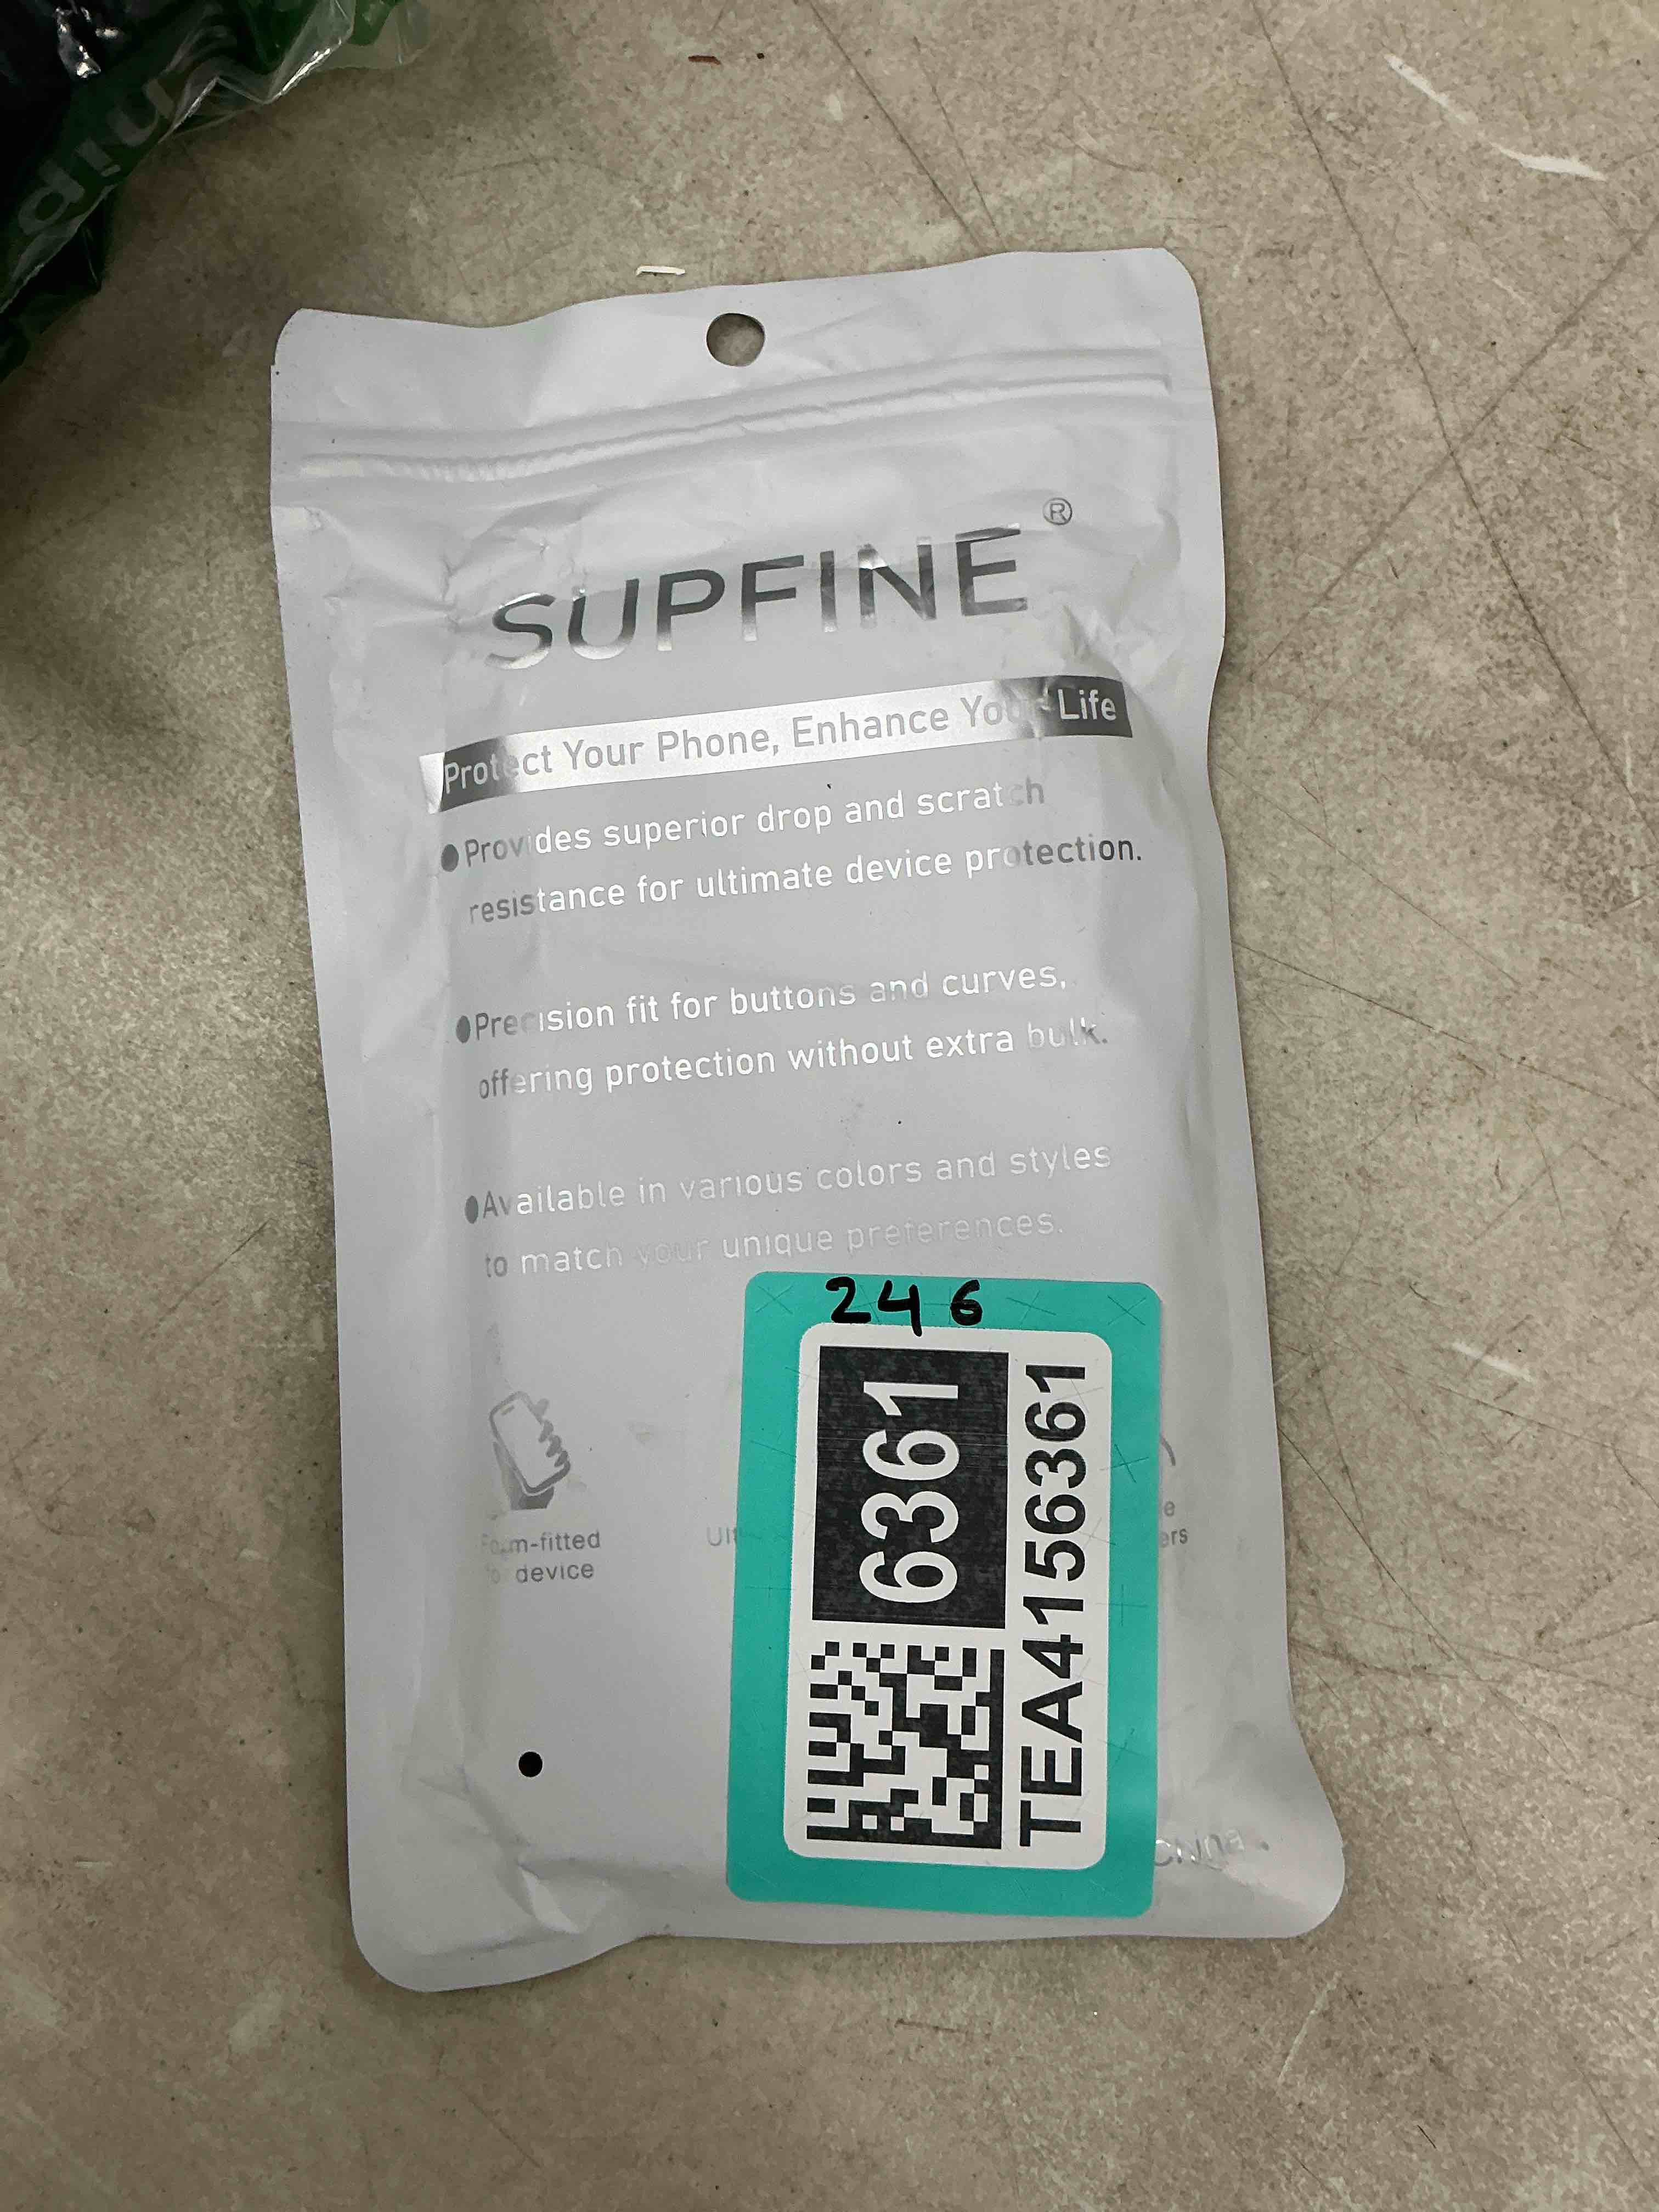 SUPFINE®
Protect Your Phone, Enhance Your Life
●Provides superior drop and scratch
resistance for ultimate device protection.
●Precision fit for buttons and curves,
offering protection without extra bulk.
●Available in various colors and styles
to match your unique preferences.
246
6361
TEA4156361
Form-fitted
to device
China